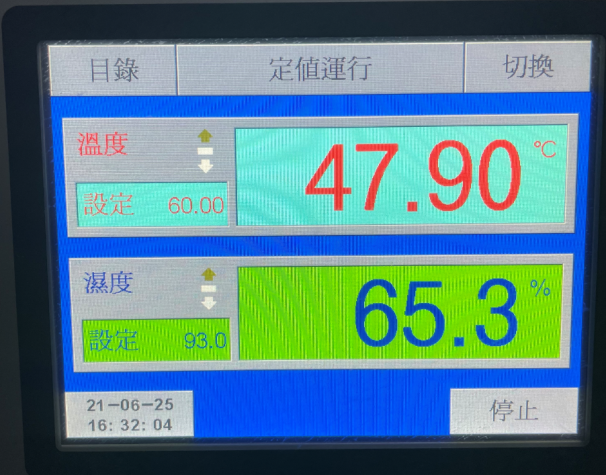 目錄 定值運行 切換
溫度
47.90 ℃
設定 60.00
濕度
65.3 %
設定 93.0
21-06-25
16:32:04
停止